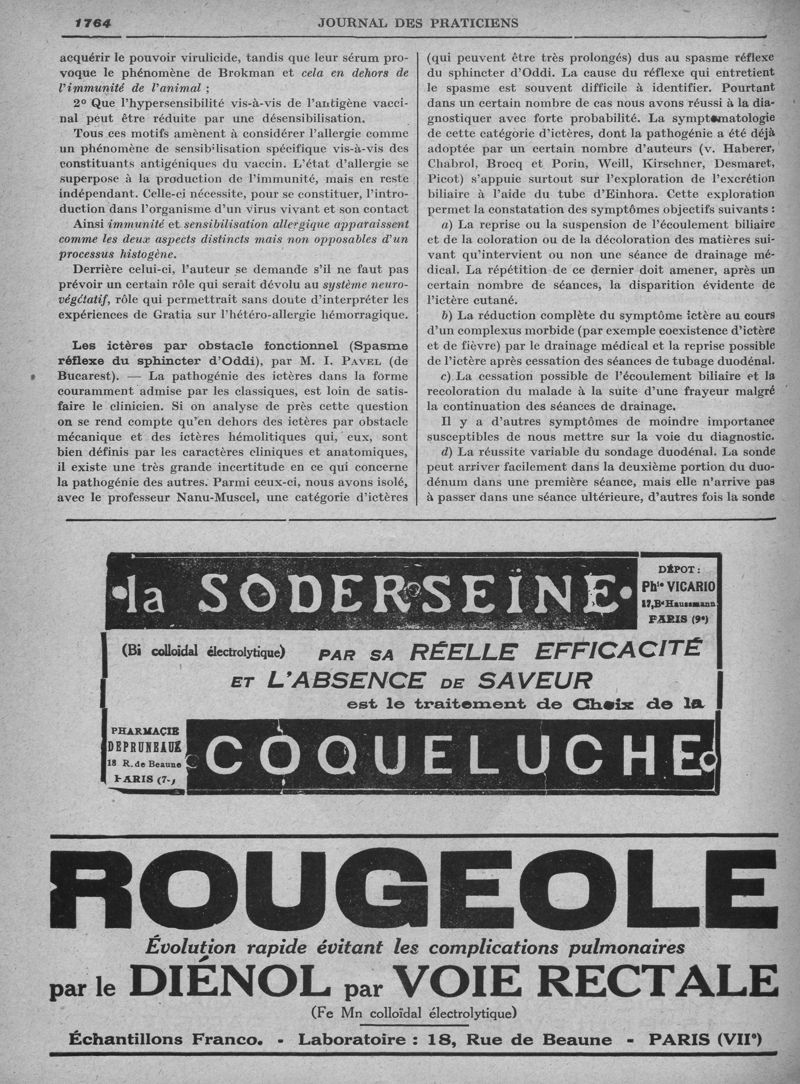 1764
JOURNAL DES PRATICIENS
acquérir le pouvoir virulicide, tandis que leur sérum pro-
voque le phénomène de Brokman et cela en dehors de
l'immunité de l'animal ;
2º Que l'hypersensibilité vis-à-vis de l'antigène vacci-
nal peut être réduite par une désensibilisation.
Tous ces motifs amènent à considérer l'allergie comme
un phénomène de sensibilisation spécifique vis-à-vis des
constituants antigéniques du vaccin. L'état d'allergie se
superpose à la production de l'immunité, mais en reste
indépendant. Celle-ci nécessite, pour se constituer, l'intro-
duction dans l'organisme d'un virus vivant et son contact
Ainsi immunité et sensibilisation allergique apparaissent
comme les deux aspects distincts mais non opposables d'un
processus histogène.
Derrière celui-ci, l'auteur se demande s'il ne faut pas
prévoir un certain rôle qui serait dévolu au système neuro-
végétatif, rôle qui permettrait sans doute d'interpréter les
expériences de Gratia sur l'hétéro-allergie hémorragique.
Les ictères par obstacle fonctionnel (Spasme
réflexe du sphincter d'Oddi), par M. I. PAVEL (de
Bucarest). — La pathogénie des ictères dans la forme
couramment admise par les classiques, est loin de satis-
faire le clinicien. Si on analyse de près cette question
on se rend compte qu'en dehors des ictères par obstacle
mécanique et des ictères hémolitiques qui, eux, sont
bien définis par les caractères cliniques et anatomiques,
il existe une très grande incertitude en ce qui concerne
la pathogénie des autres. Parmi ceux-ci, nous avons isolé,
avec le professeur Nanu-Muscel, une catégorie d'ictères
(qui peuvent être très prolongés) dus au spasme réflexe
du sphincter d'Oddi. La cause du réflexe qui entretient
le spasme est souvent difficile à identifier. Pourtant
dans un certain nombre de cas nous avons réussi à la dia-
gnostiquer avec forte probabilité. La symptomatologie
de cette catégorie d'ictères, dont la pathogénie a été déjà
adoptée par un certain nombre d'auteurs (v. Haberer,
Chabrol, Brocq et Porin, Weill, Kirschner, Desmaret,
Picot) s'appuie surtout sur l'exploration de l'excrétion
biliaire à l'aide du tube d'Einhora. Cette exploration
permet la constatation des symptômes objectifs suivants :
a) La reprise ou la suspension de l'écoulement biliaire
et de la coloration ou de la décoloration des matières sui-
vant qu'intervient ou non une séance de drainage mé-
dical. La répétition de ce dernier doit amener, après un
certain nombre de séances, la disparition évidente de
l'ictère cutané.
b) La réduction complète du symptôme ictère au cours
d'un complexus morbide (par exemple coexistence d'ictère
et de fièvre) par le drainage médical et la reprise possible
de l'ictère après cessation des séances de tubage duodénal.
c) La cessation possible de l'écoulement biliaire et la
recoloration du malade à la suite d'une frayeur malgré
la continuation des séances de drainage.
Il y a d'autres symptômes de moindre importance
susceptibles de nous mettre sur la voie du diagnostic.
d) La réussite variable du sondage duodénal. La sonde
peut arriver facilement dans la deuxième portion du duo-
dénum dans une première séance, mais elle n'arrive pas
à passer dans une séance ultérieure, d'autres fois la sonde
la SODERSEÏNE
DÉPOT :
Phie VICARIO
17, Bd Haussmann
PARIS (9e)
(Bi colloïdal électrolytique) PAR SA RÉELLE EFFICACITÉ
ET L'ABSENCE DE SAVEUR
est le traitement de Choix de la
PHARMACIE
DEPRUNEAUX
18 R. de Beaune
PARIS (7e)
COQUELUCHE
ROUGEOLE
Évolution rapide évitant les complications pulmonaires
par le DIÉNOL par VOIE RECTALE
(Fe Mn colloïdal électrolytique)
Échantillons Franco. - Laboratoire : 18, Rue de Beaune - PARIS (VIIe)